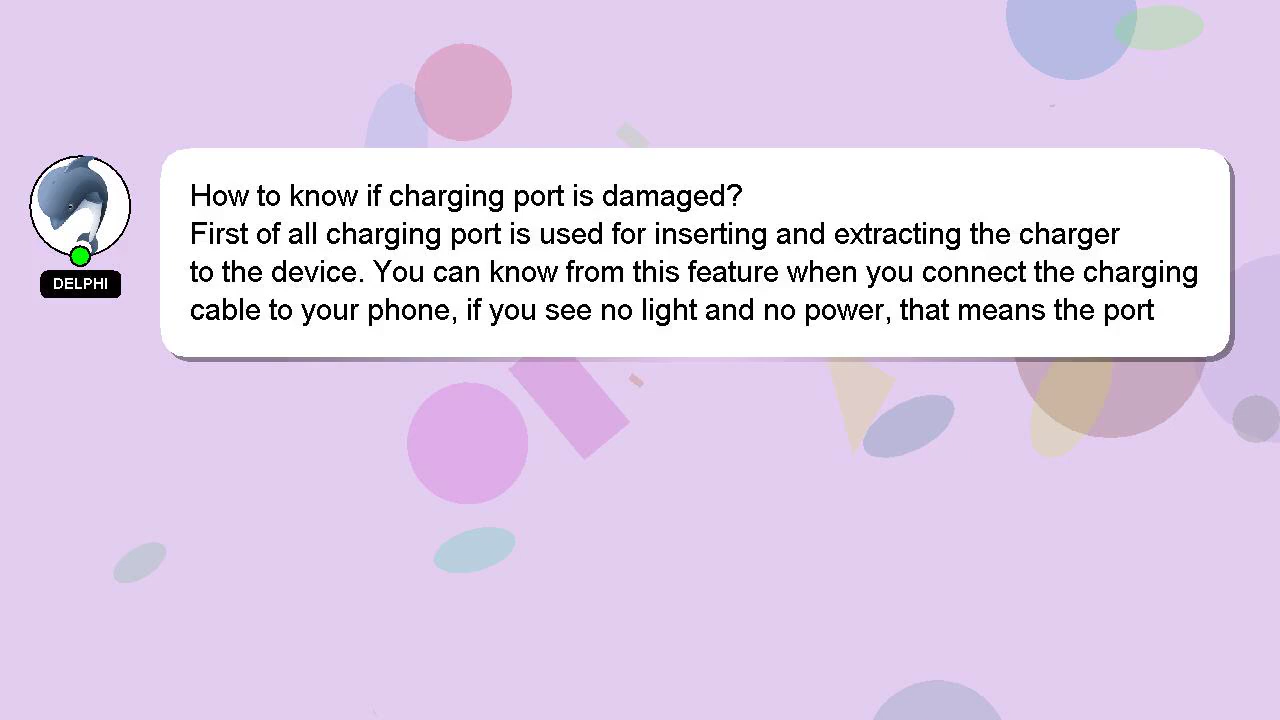 How to know if charging port is damaged?
First of all charging port is used for inserting and extracting the charger
to the device. You can know from this feature when you connect the charging
cable to your phone, if you see no light and no power, that means the port
DELPHI